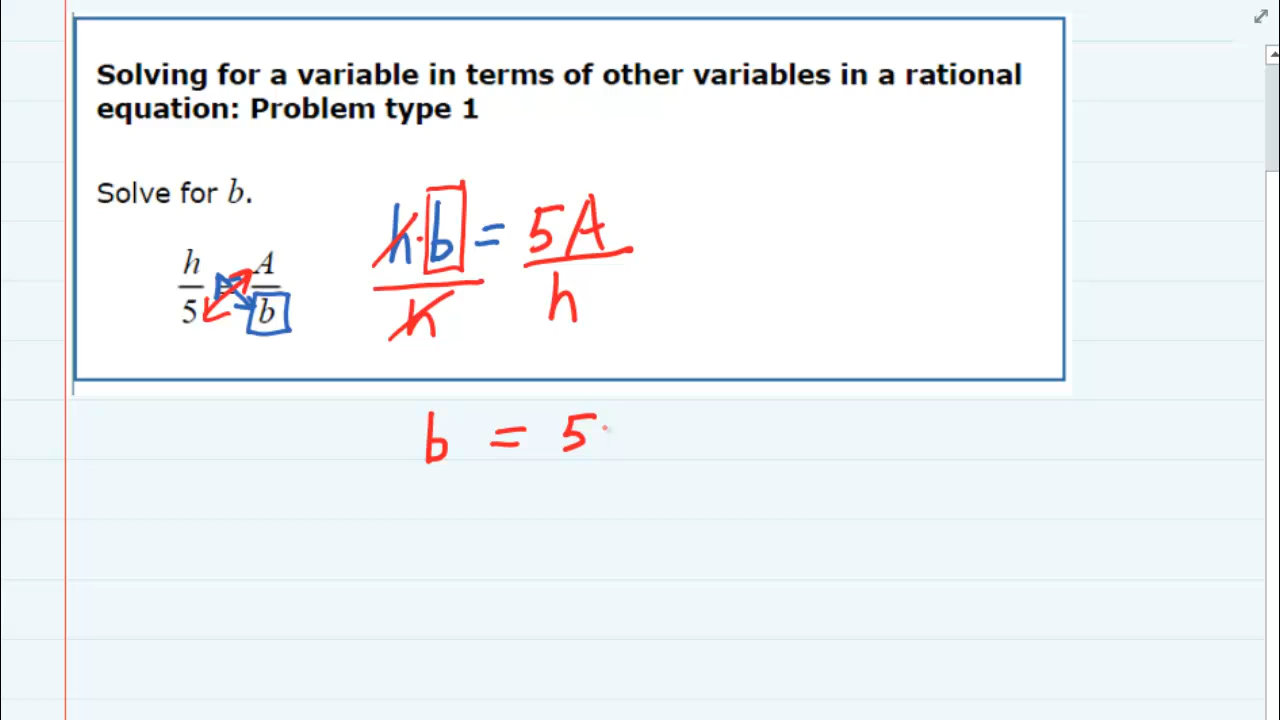 Solving for a variable in terms of other variables in a rational
equation: Problem type 1
Solve for b.
h/5 = A/b
h·b/h = 5A/h
b = 5